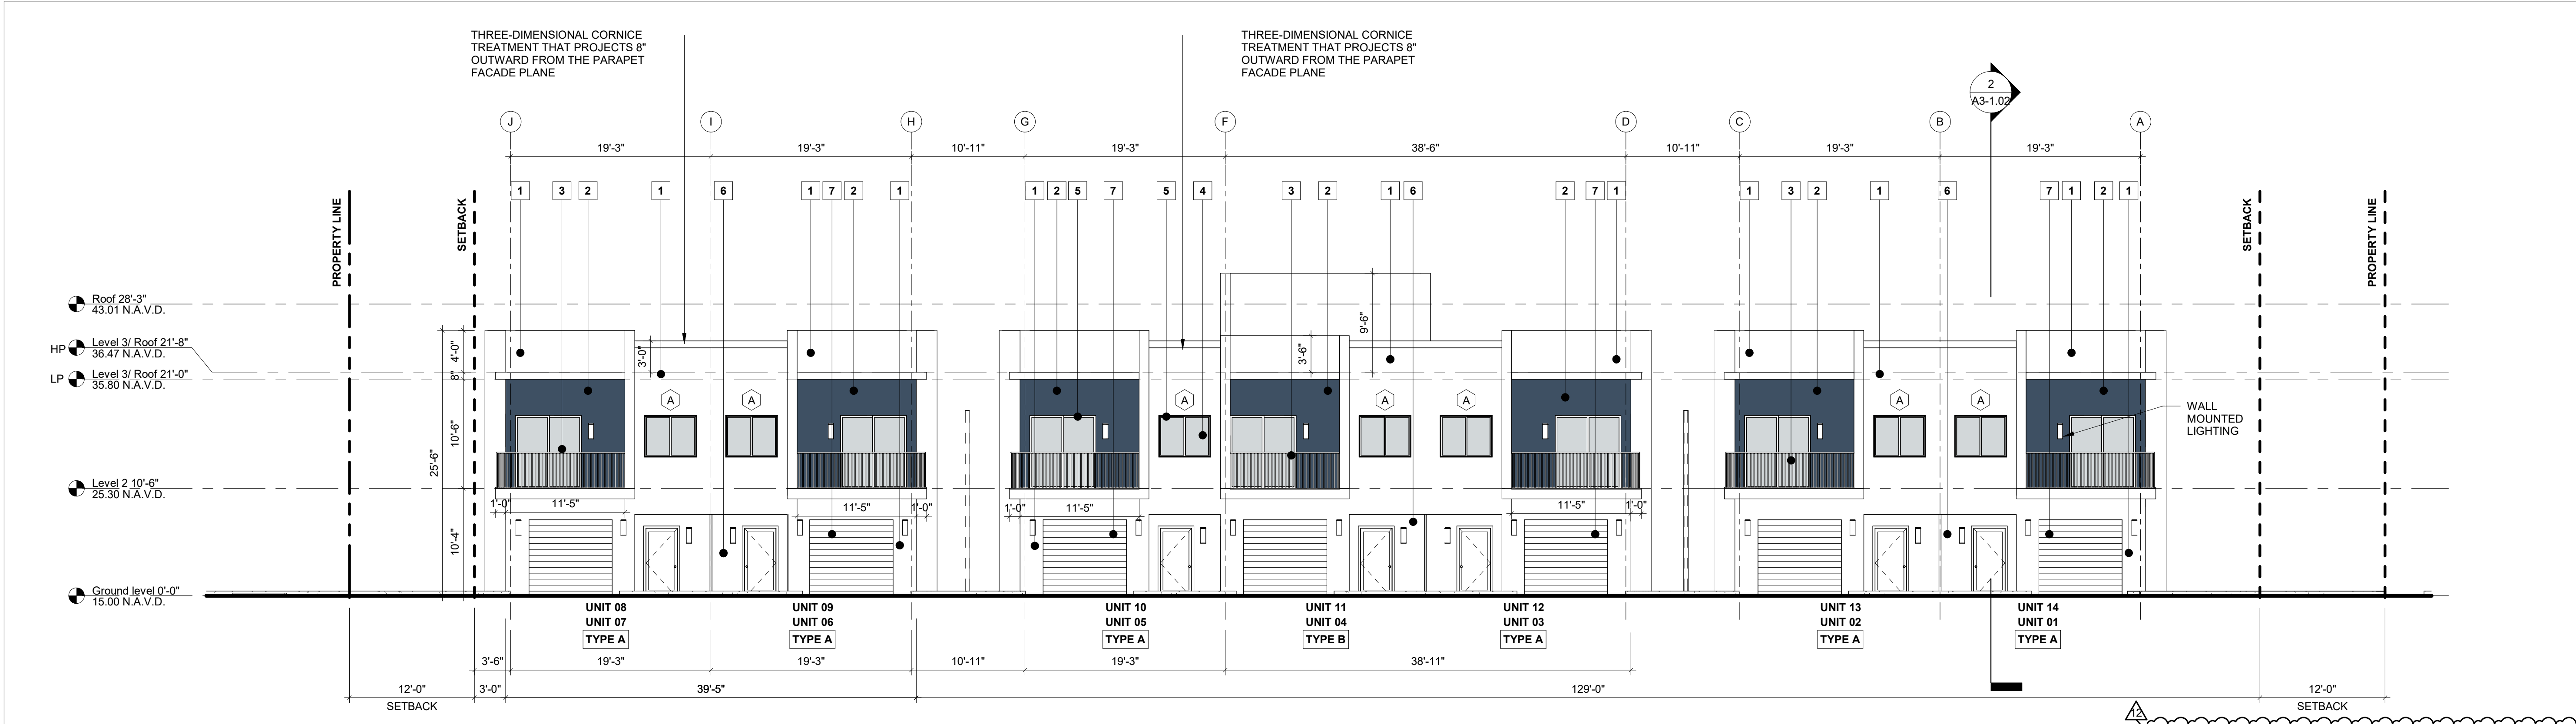 THREE-DIMENSIONAL CORNICE
TREATMENT THAT PROJECTS 8"
OUTWARD FROM THE PARAPET
FACADE PLANE
THREE-DIMENSIONAL CORNICE
TREATMENT THAT PROJECTS 8"
OUTWARD FROM THE PARAPET
FACADE PLANE
2
A3-1.02
J I H G F D C B A
19'-3" 19'-3" 10'-11" 19'-3" 38'-6" 10'-11" 19'-3" 19'-3"
1 3 2 1 6 1 7 2 1 1 2 5 7 5 4 3 2 1 6 2 7 1 1 3 2 1 6 7 1 2 1
PROPERTY LINE
SETBACK
SETBACK
PROPERTY LINE
Roof 28'-3"
43.01 N.A.V.D.
HP
Level 3/ Roof 21'-8"
36.47 N.A.V.D.
LP
Level 3/ Roof 21'-0"
35.80 N.A.V.D.
Level 2 10'-6"
25.30 N.A.V.D.
Ground level 0'-0"
15.00 N.A.V.D.
25'-6"
4'-0"
8"
10'-6"
10'-4"
3'-0"
3'-6"
9'-6"
A A A A A A A
WALL
MOUNTED
LIGHTING
1'-0" 11'-5" 11'-5" 1'-0" 1'-0" 11'-5" 11'-5" 1'-0"
UNIT 08 UNIT 09 UNIT 10 UNIT 11 UNIT 12 UNIT 13 UNIT 14
UNIT 07 UNIT 06 UNIT 05 UNIT 04 UNIT 03 UNIT 02 UNIT 01
TYPE A TYPE A TYPE A TYPE B TYPE A TYPE A TYPE A
3'-6" 19'-3" 19'-3" 10'-11" 19'-3" 38'-11"
12'-0" 3'-0" 39'-5" 129'-0" 12'-0"
SETBACK SETBACK
12